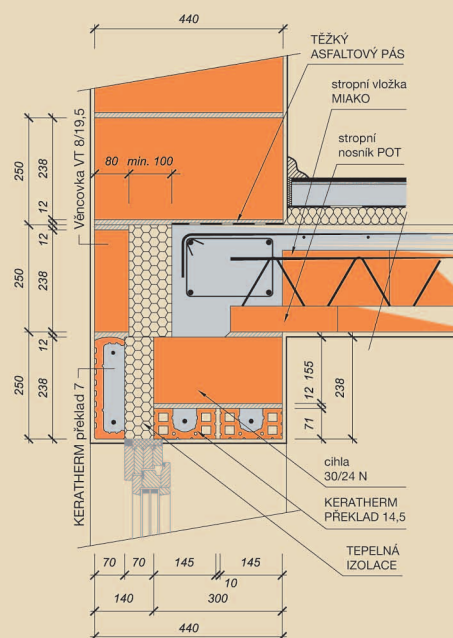 440
TĚŽKÝ
ASFALTOVÝ PÁS
stropní vložka
MIAKO
stropní
nosník POT
Věncovka VT 8/19,5
80 min. 100
250
238
12
12
250
238
12
250
238
KERATHERM překlad 7
155
12
71
238
cihla
30/24 N
KERATHERM
PŘEKLAD 14,5
TEPELNÁ
IZOLACE
70 70 145 145
10
140 300
440